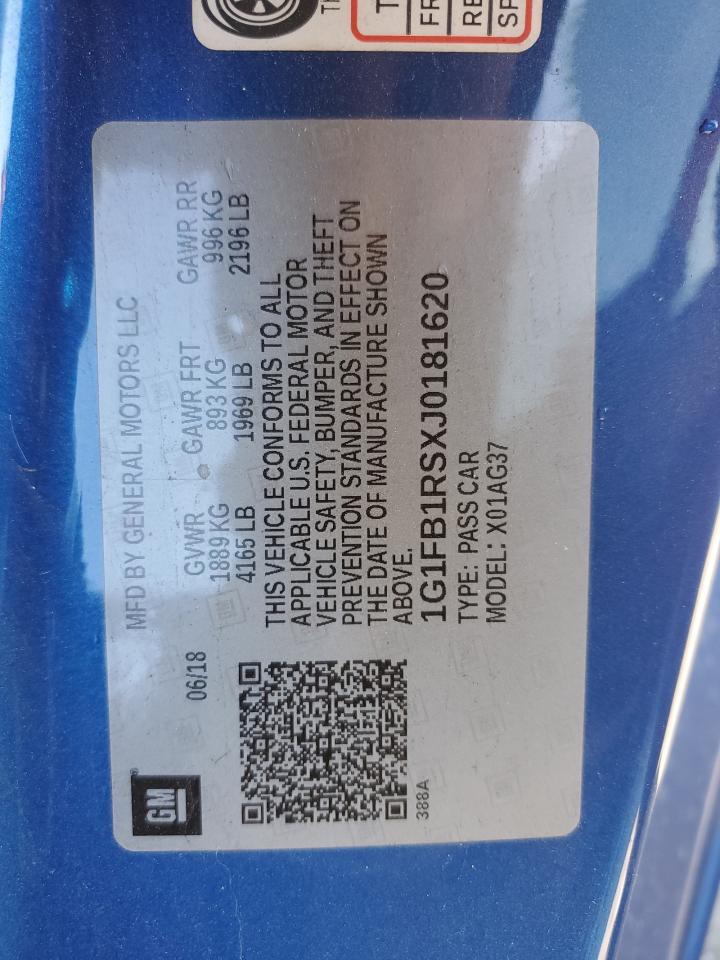 GM
MFD BY GENERAL MOTORS LLC
06/18
GVWR GAWR FRT GAWR RR
1889 KG 893 KG 996 KG
4165 LB 1969 LB 2196 LB
THIS VEHICLE CONFORMS TO ALL
APPLICABLE U.S. FEDERAL MOTOR
VEHICLE SAFETY, BUMPER, AND THEFT
PREVENTION STANDARDS IN EFFECT ON
THE DATE OF MANUFACTURE SHOWN
ABOVE.
1G1FB1RSXJ0181620
TYPE: PASS CAR
MODEL: X01AG37
388A